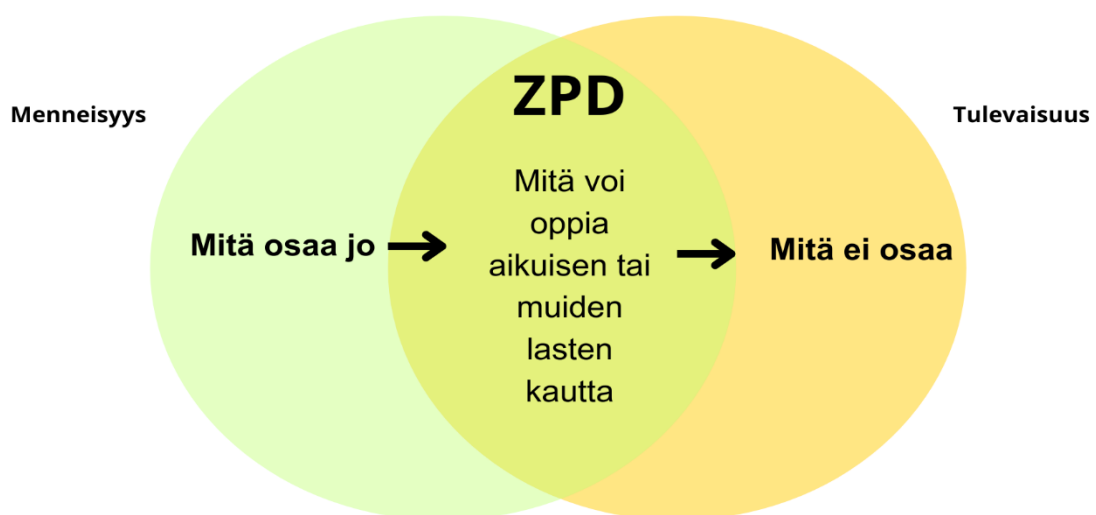 ZPD
Menneisyys
Tulevaisuus
Mitä osaa jo
Mitä voi
oppia
aikuisen tai
muiden
lasten
kautta
Mitä ei osaa